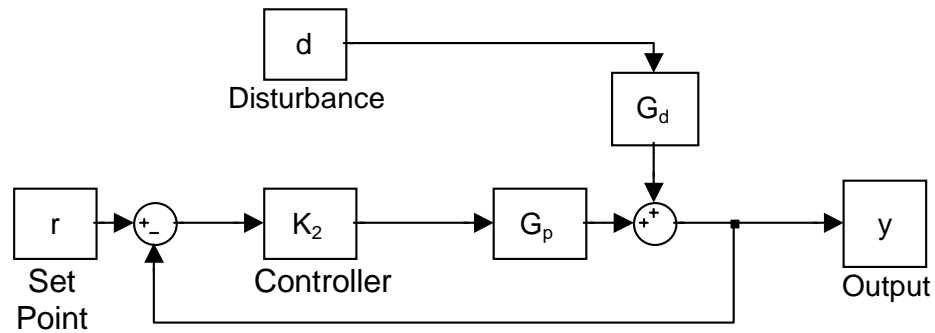 d
Disturbance
G_d
r
+
−
K_2
G_p
+
+
y
Set
Point
Controller
Output